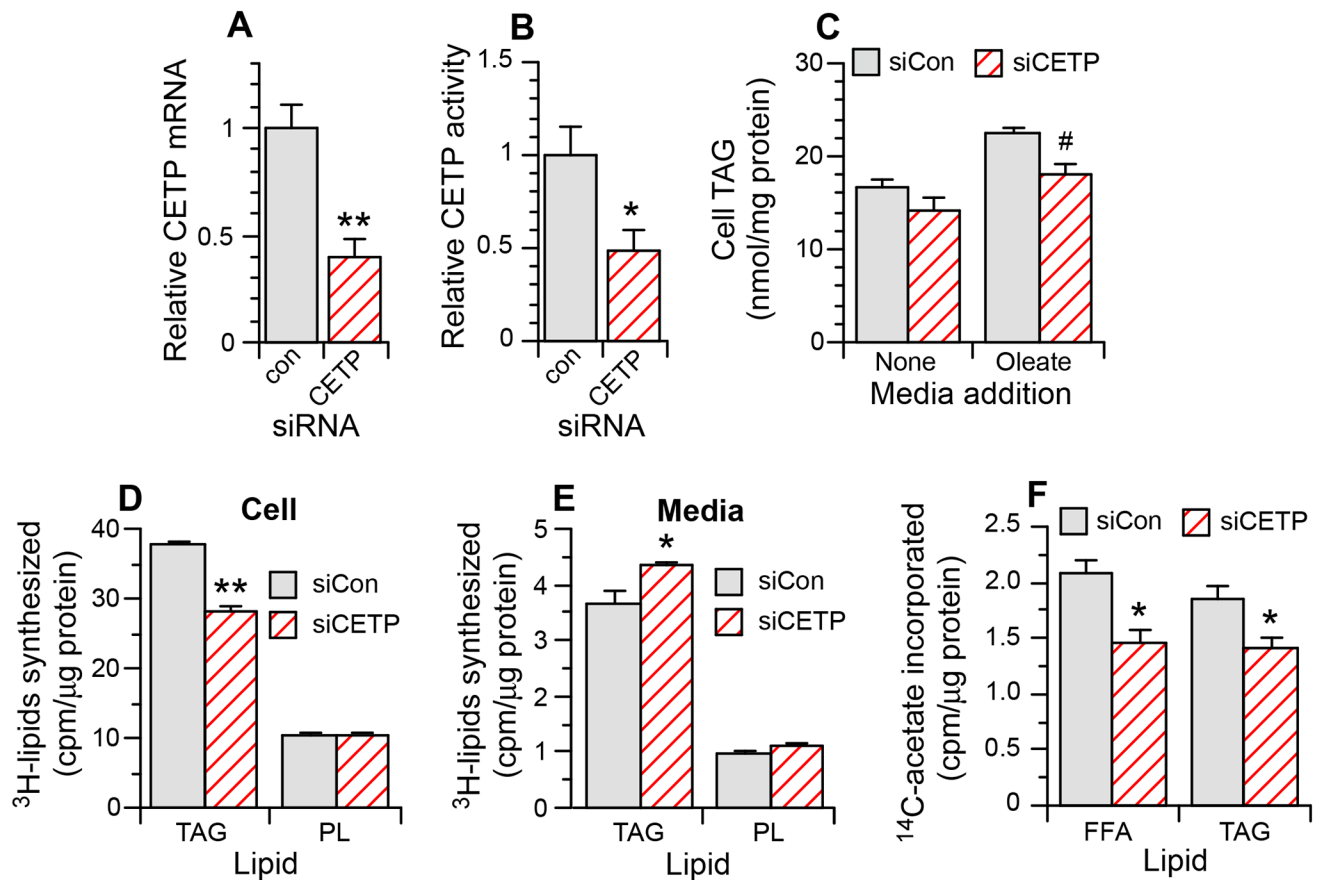 A
Relative CETP mRNA
1
0.5
0
**
con
CETP
siRNA
B
Relative CETP activity
1.5
1
0.5
0
*
con
CETP
siRNA
C
siCon
siCETP
Cell TAG
(nmol/mg protein)
30
20
10
0
#
None
Oleate
Media addition
D
Cell
³H-lipids synthesized
(cpm/µg protein)
40
30
20
10
0
**
siCon
siCETP
TAG
PL
Lipid
E
Media
³H-lipids synthesized
(cpm/µg protein)
5
4
3
2
1
0
*
siCon
siCETP
TAG
PL
Lipid
F
siCon
siCETP
¹⁴C-acetate incorporated
(cpm/µg protein)
2.5
2.0
1.5
1.0
0.5
0
*
*
FFA
TAG
Lipid